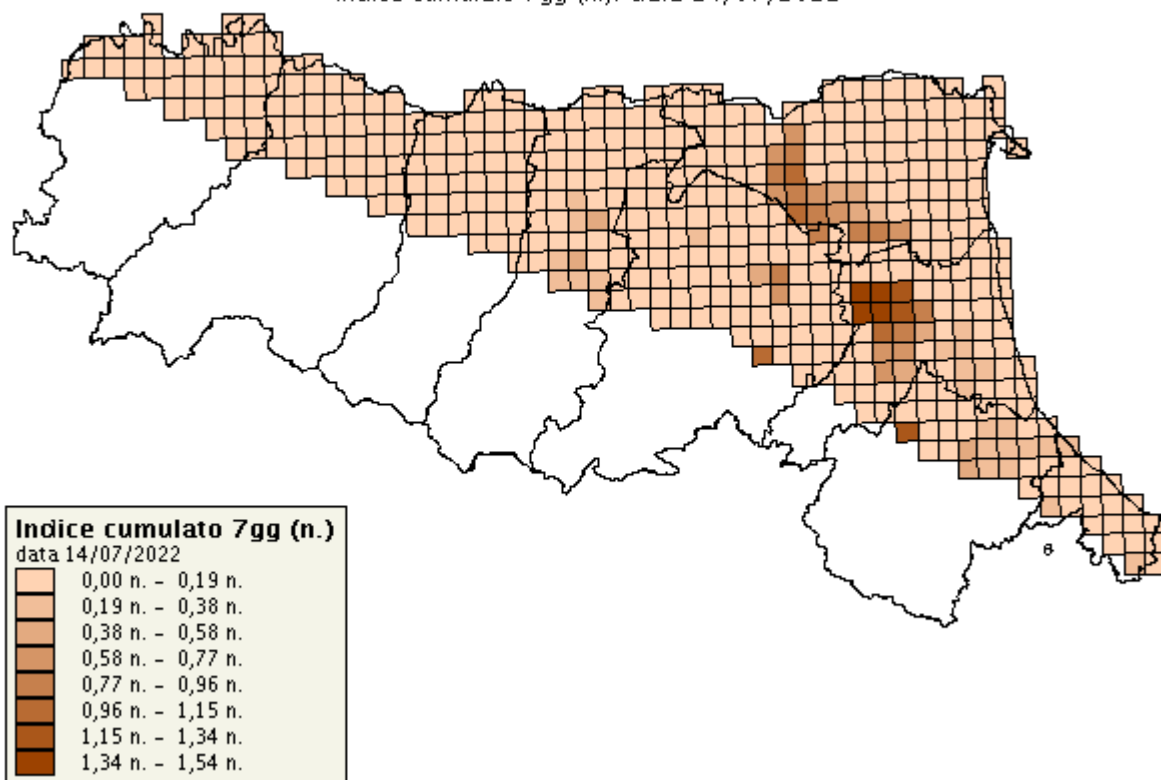 Indice cumulato 7gg (n.)
data 14/07/2022
0,00 n. - 0,19 n.
0,19 n. - 0,38 n.
0,38 n. - 0,58 n.
0,58 n. - 0,77 n.
0,77 n. - 0,96 n.
0,96 n. - 1,15 n.
1,15 n. - 1,34 n.
1,34 n. - 1,54 n.